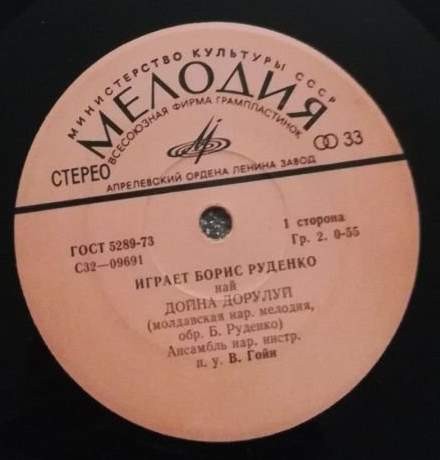 МИНИСТЕРСТВО КУЛЬТУРЫ СССР
МЕЛОДИЯ
ВСЕСОЮЗНАЯ ФИРМА ГРАМПЛАСТИНОК
СТЕРЕО
33
АПРЕЛЕВСКИЙ ОРДЕНА ЛЕНИНА ЗАВОД
ГОСТ 5289-73
С32—09691
1 сторона
Гр. 2. 0-55
ИГРАЕТ БОРИС РУДЕНКО
най
ДОЙНА ДОРУЛУЙ
(молдавская нар. мелодия,
обр. Б. Руденко)
Ансамбль нар. инстр.
п. у. В. Гойи